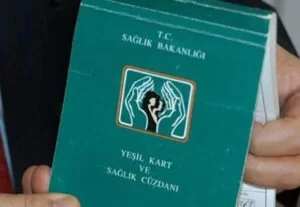 T.C.
SAĞLIK BAKANLIĞI
YEŞİL KART
VE
SAĞLIK CÜZDANI